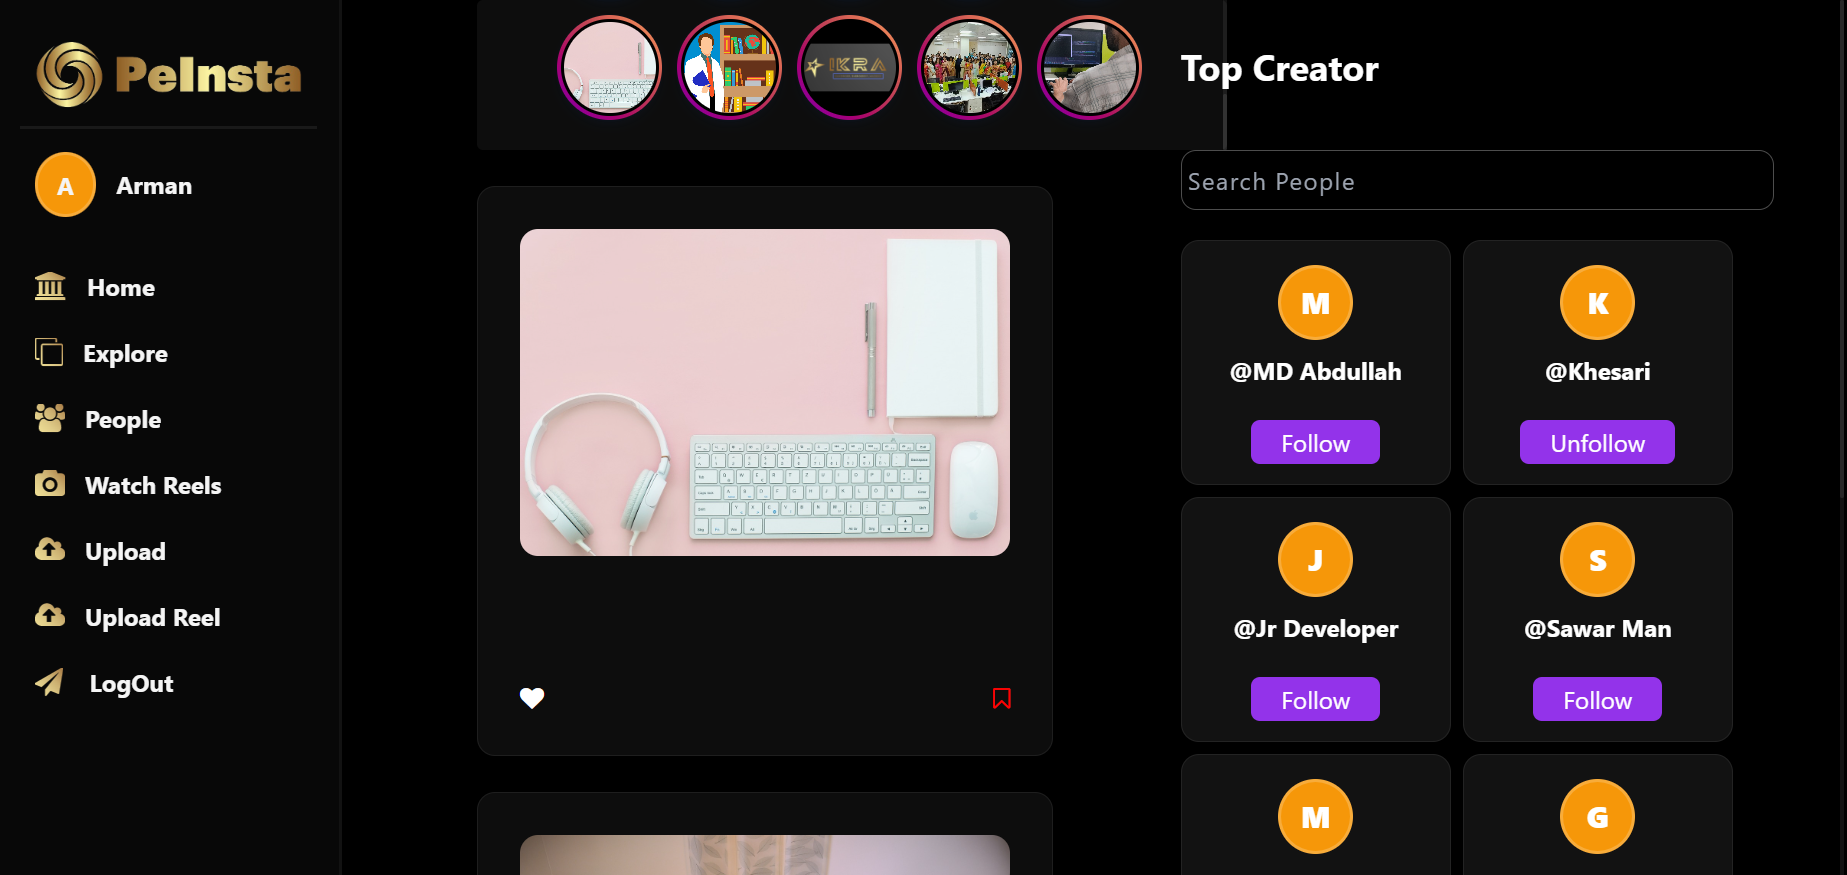 PeInsta
A
Arman
Home
Explore
People
Watch Reels
Upload
Upload Reel
LogOut
IKRA
Top Creator
Search People
M
@MD Abdullah
Follow
K
@Khesari
Unfollow
J
@Jr Developer
Follow
S
@Sawar Man
Follow
M
G